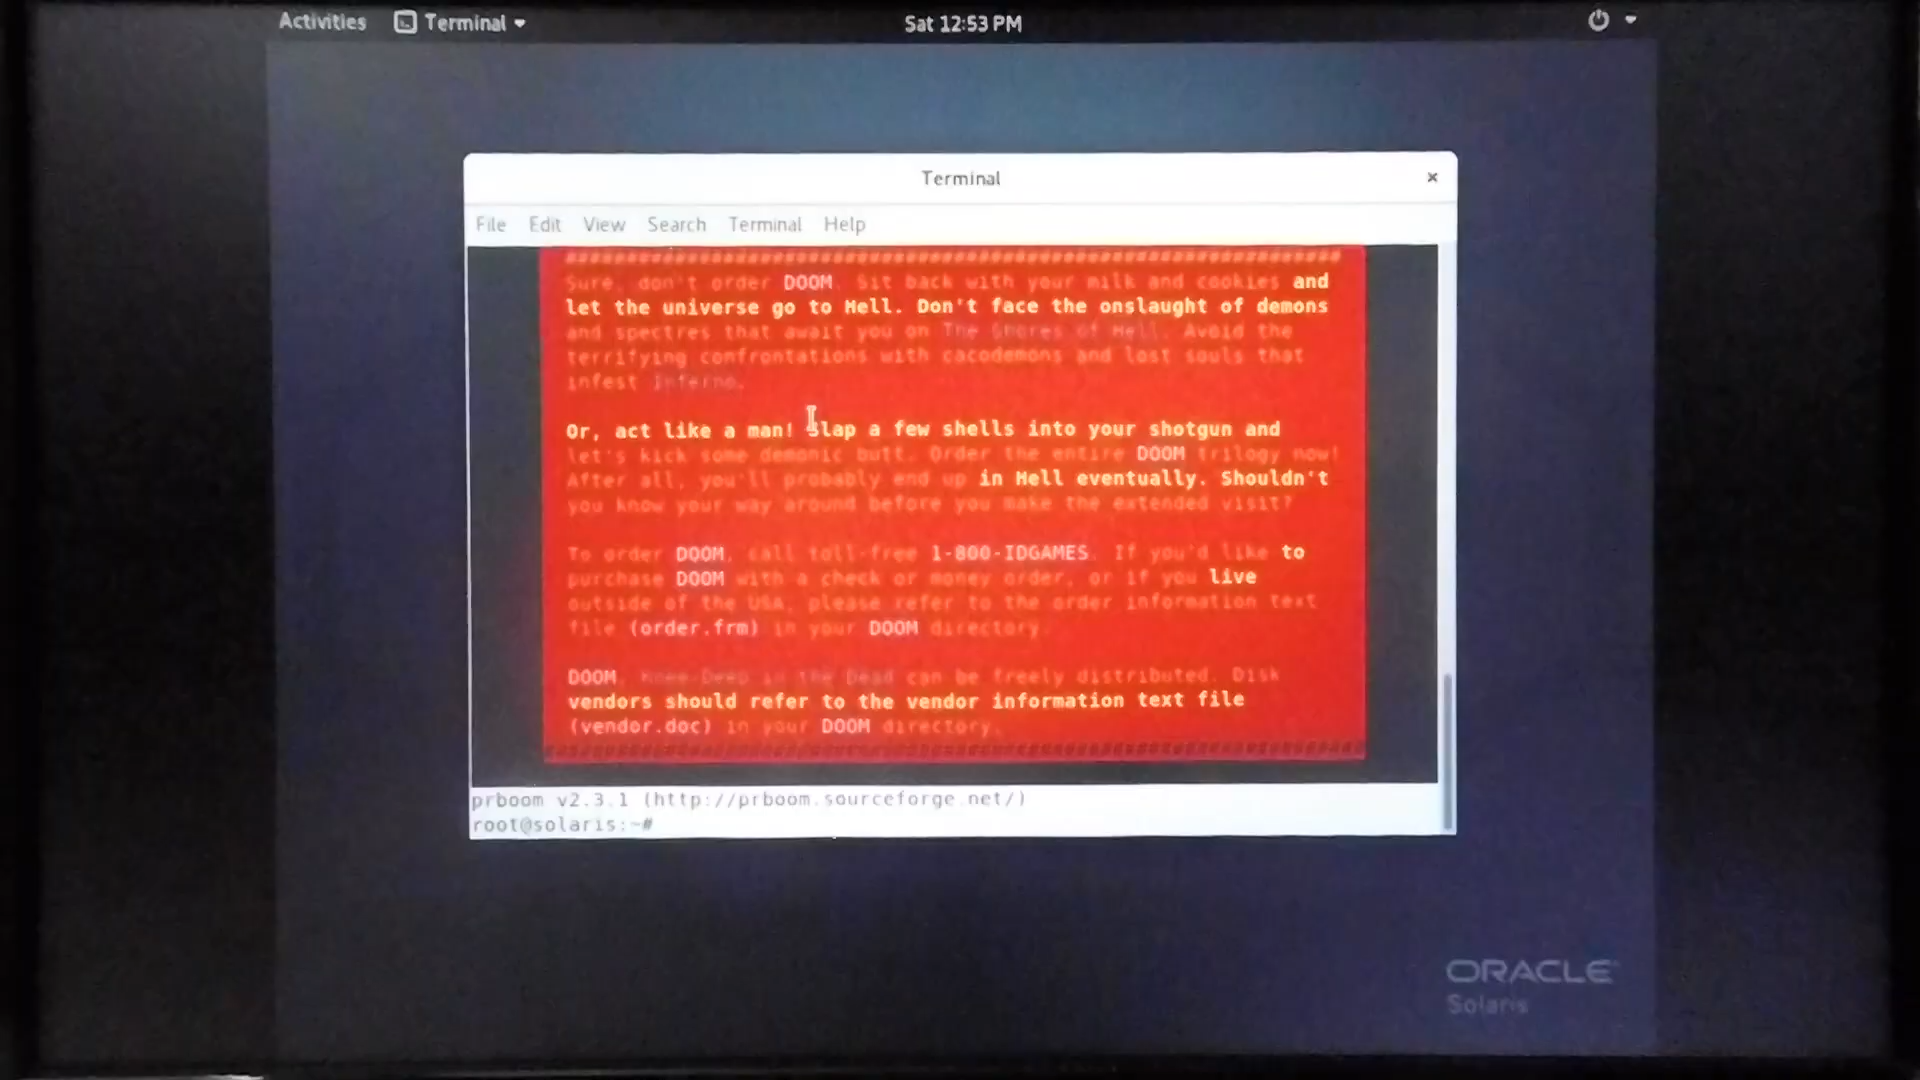 Activities Terminal Sat 12:53 PM
Terminal ×
File Edit View Search Terminal Help
################################################################
Sure, don't order DOOM. Sit back with your milk and cookies and
let the universe go to Hell. Don't face the onslaught of demons
and spectres that await you on The Shores of Hell. Avoid the
terrifying confrontations with cacodemons and lost souls that
infest Inferno.
Or, act like a man! Slap a few shells into your shotgun and
let's kick some demonic butt. Order the entire DOOM trilogy now!
After all, you'll probably end up in Hell eventually. Shouldn't
you know your way around before you make the extended visit?
To order DOOM, call toll-free 1-800-IDGAMES. If you'd like to
purchase DOOM with a check or money order, or if you live
outside of the USA, please refer to the order information text
file (order.frm) in your DOOM directory.
DOOM, Knee-Deep in the Dead can be freely distributed. Disk
vendors should refer to the vendor information text file
(vendor.doc) in your DOOM directory.
prboom v2.3.1 (http://prboom.sourceforge.net/)
root@solaris:~#
ORACLE
Solaris